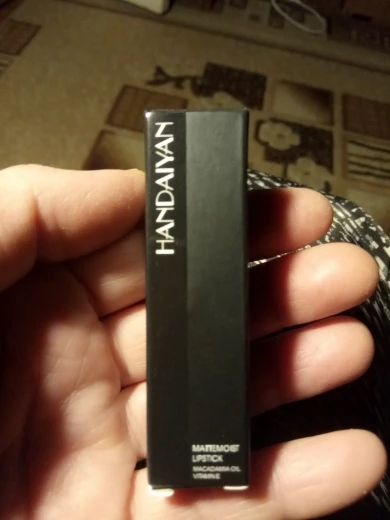 HANDAIYAN
MATTEMOIST
LIPSTICK
MACADAMIA OIL
VITAMIN E